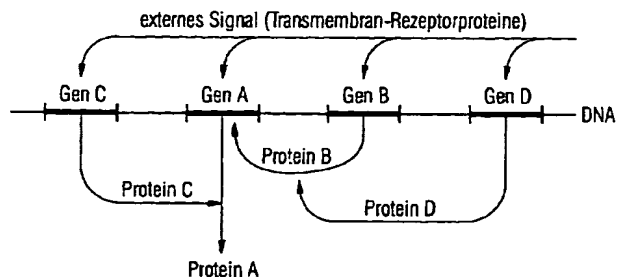 externes Signal (Transmembran-Rezeptorproteine)
Gen C Gen A Gen B Gen D
DNA
Protein B
Protein C
Protein D
Protein A